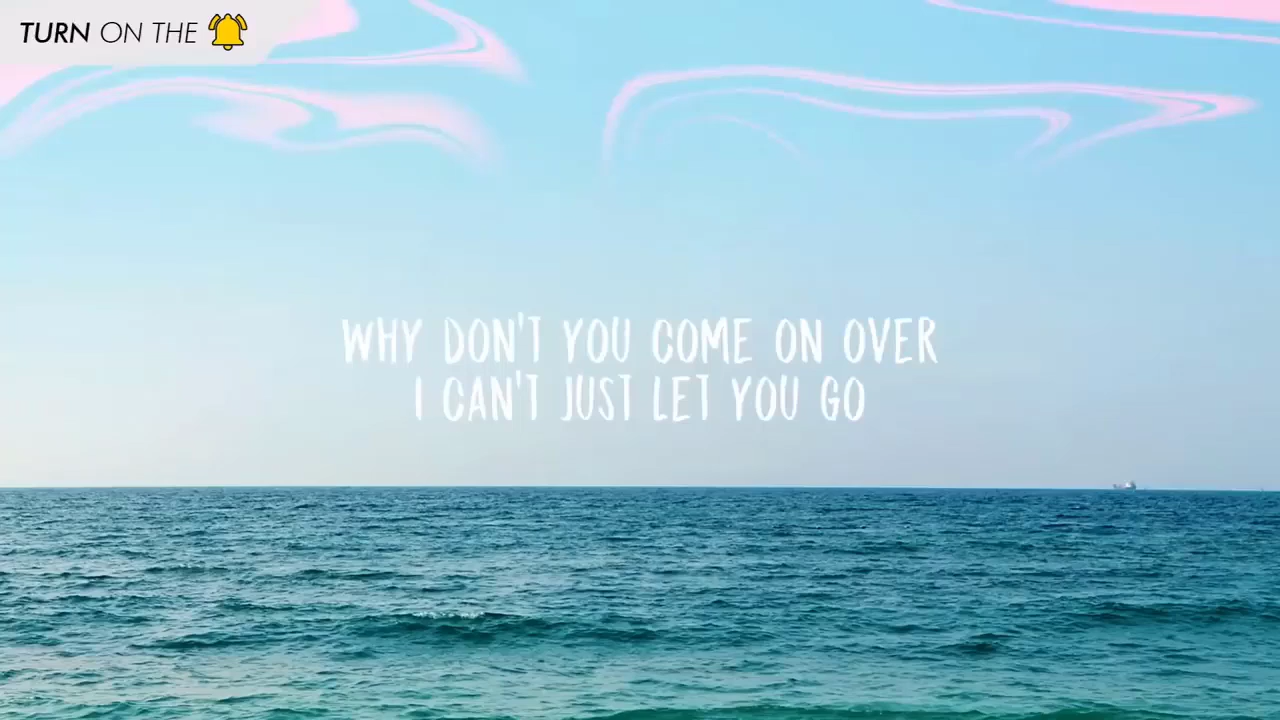 TURN ON THE
WHY DON'T YOU COME ON OVER
I CAN'T JUST LET YOU GO